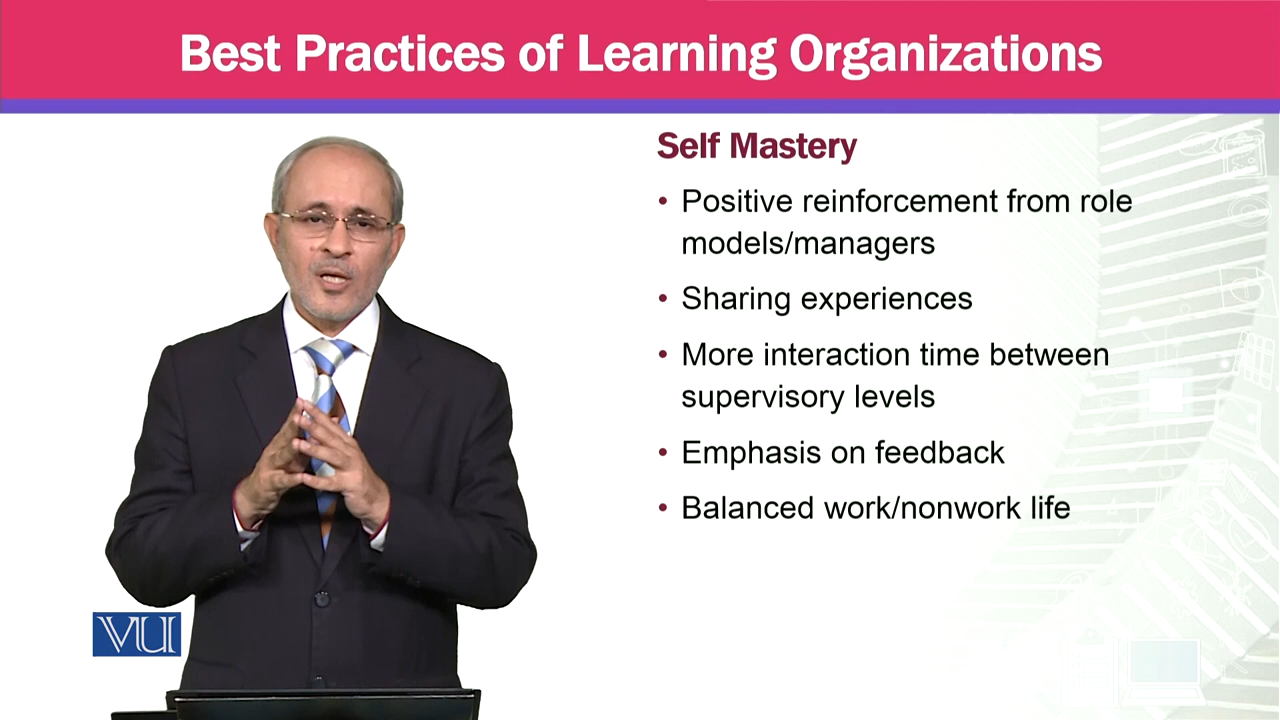 Best Practices of Learning Organizations
Self Mastery
• Positive reinforcement from role
models/managers
• Sharing experiences
• More interaction time between
supervisory levels
• Emphasis on feedback
• Balanced work/nonwork life
VU